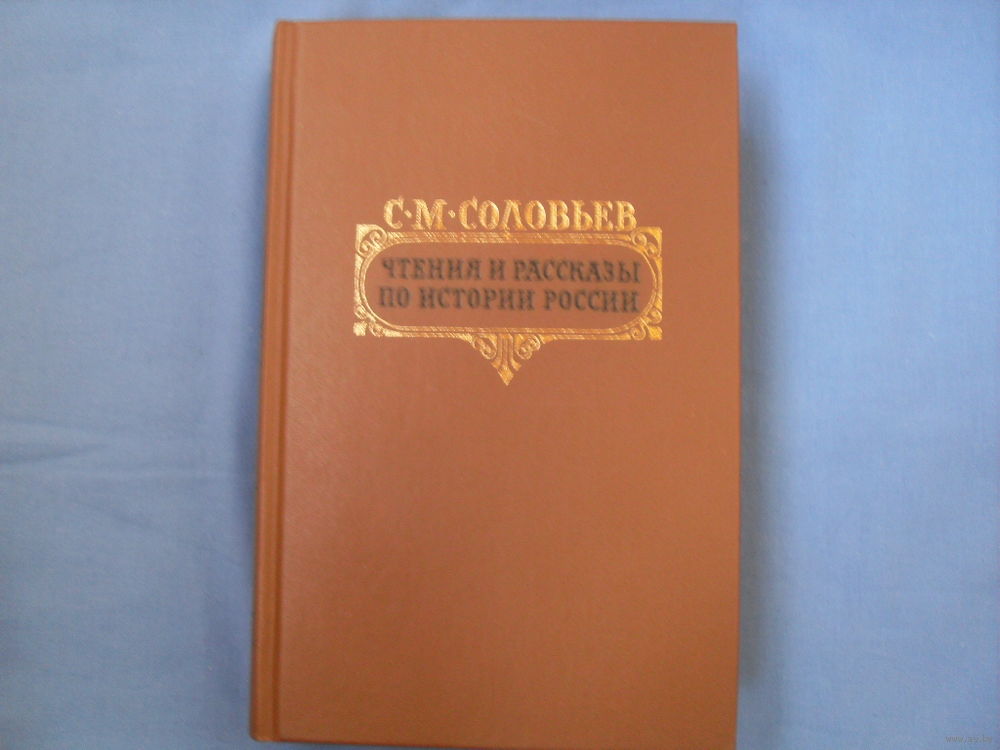 С·М·СОЛОВЬЕВ
ЧТЕНИЯ И РАССКАЗЫ
ПО ИСТОРИИ РОССИИ